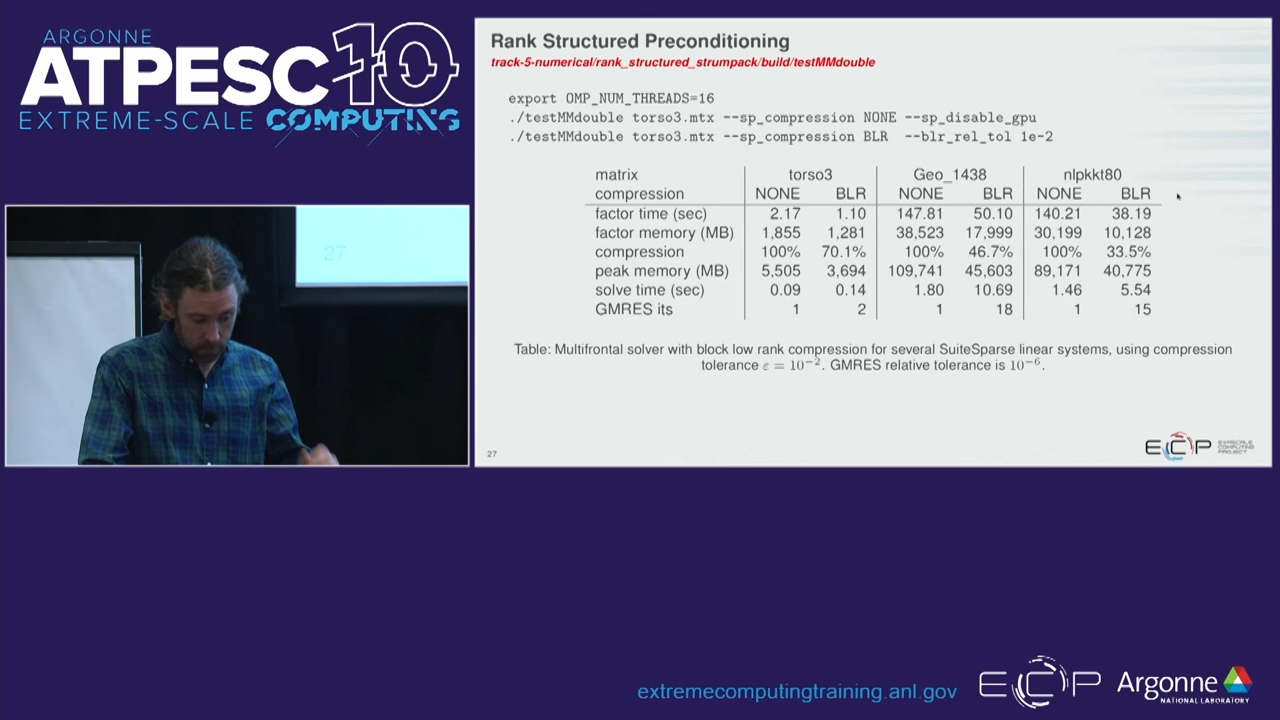 ARGONNE
ATPESC10
EXTREME-SCALE COMPUTING
27
Rank Structured Preconditioning
track-5-numerical/rank_structured_strumpack/build/testMMdouble
export OMP_NUM_THREADS=16
./testMMdouble torso3.mtx --sp_compression NONE --sp_disable_gpu
./testMMdouble torso3.mtx --sp_compression BLR --blr_rel_tol 1e-2
matrix torso3 Geo_1438 nlpkkt80
compression NONE BLR NONE BLR NONE BLR
factor time (sec) 2.17 1.10 147.81 50.10 140.21 38.19
factor memory (MB) 1,855 1,281 38,523 17,999 30,199 10,128
compression 100% 70.1% 100% 46.7% 100% 33.5%
peak memory (MB) 5,505 3,694 109,741 45,603 89,171 40,775
solve time (sec) 0.09 0.14 1.80 10.69 1.46 5.54
GMRES its 1 2 1 18 1 15
Table: Multifrontal solver with block low rank compression for several SuiteSparse linear systems, using compression
tolerance ε = 10⁻². GMRES relative tolerance is 10⁻⁶.
27
ECP EXASCALE COMPUTING PROJECT
extremecomputingtraining.anl.gov
ECP
Argonne
NATIONAL LABORATORY